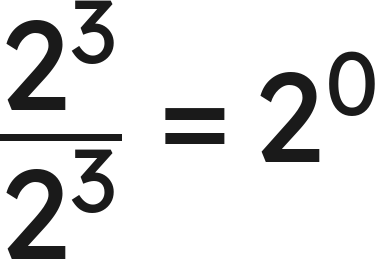 2³
2³ = 2⁰